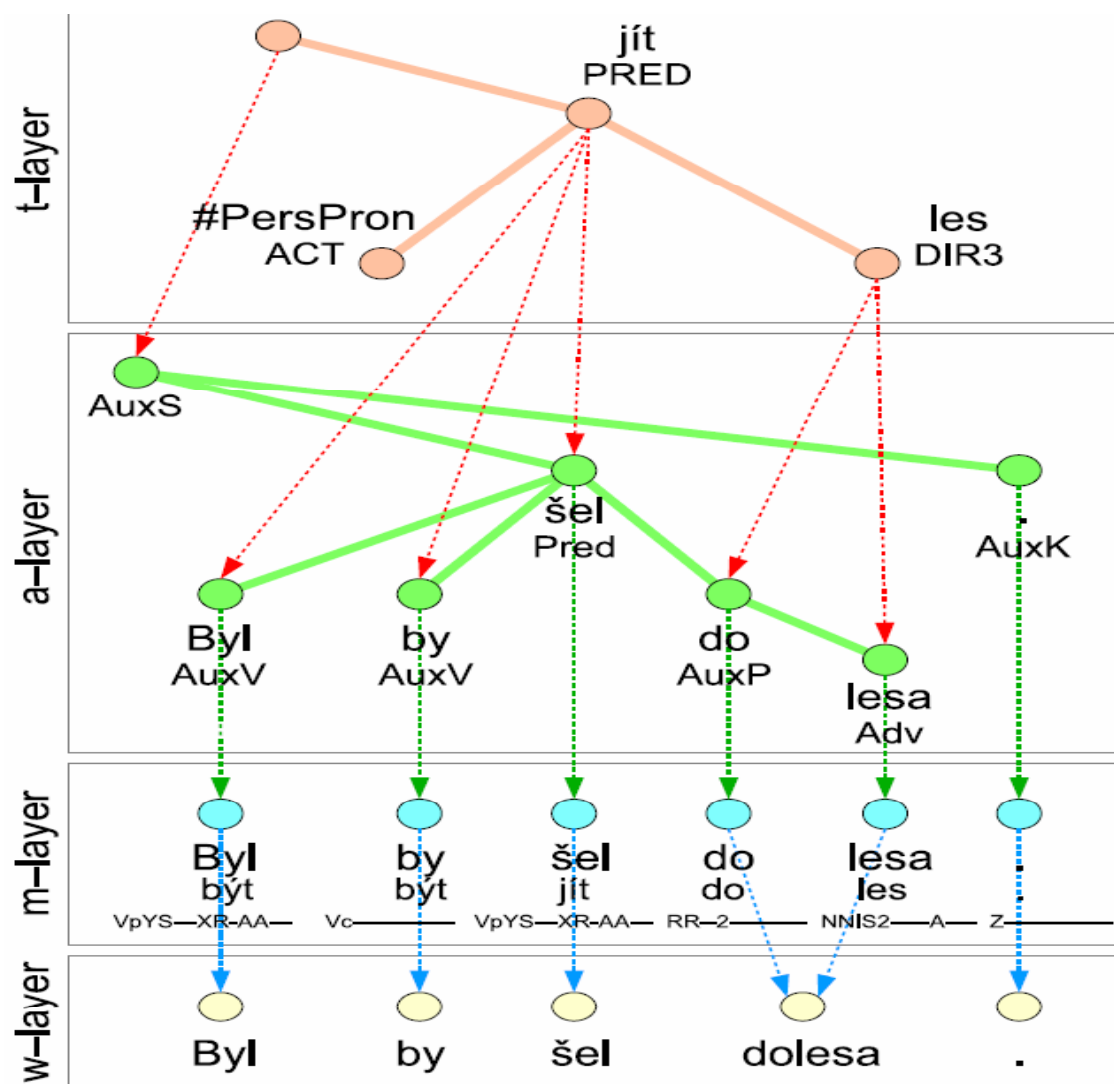 t-layer
jít
PRED
#PersPron
ACT
les
DIR3
a-layer
AuxS
šel
Pred
.
AuxK
Byl
AuxV
by
AuxV
do
AuxP
lesa
Adv
m-layer
Byl by šel do lesa .
být být jít do les .
VpYS—XR-AA— Vc—— VpYS—XR-AA— RR--2—— NNIS2——A— Z——
w-layer
Byl by šel dolesa .